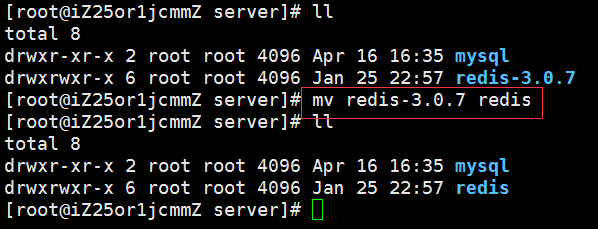 [root@iZ25or1jcmmZ server]# ll
total 8
drwxr-xr-x 2 root root 4096 Apr 16 16:35 mysql
drwxrwxr-x 6 root root 4096 Jan 25 22:57 redis-3.0.7
[root@iZ25or1jcmmZ server]# mv redis-3.0.7 redis
[root@iZ25or1jcmmZ server]# ll
total 8
drwxr-xr-x 2 root root 4096 Apr 16 16:35 mysql
drwxrwxr-x 6 root root 4096 Jan 25 22:57 redis
[root@iZ25or1jcmmZ server]#